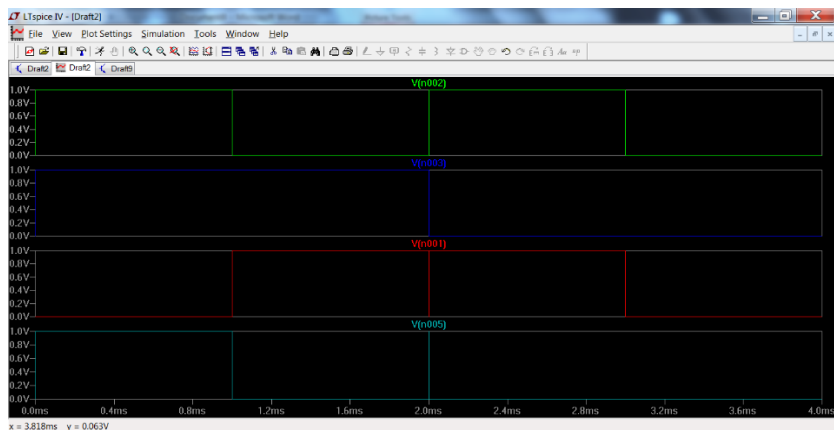 LTspice IV - [Draft2]
File View Plot Settings Simulation Tools Window Help
Draft2 Draft2 Draft9
V(n002)
1.0V
0.8V
0.6V
0.4V
0.2V
0.0V
V(n003)
1.0V
0.8V
0.6V
0.4V
0.2V
0.0V
V(n001)
1.0V
0.8V
0.6V
0.4V
0.2V
0.0V
V(n005)
1.0V
0.8V
0.6V
0.4V
0.2V
0.0V
0.0ms 0.4ms 0.8ms 1.2ms 1.6ms 2.0ms 2.4ms 2.8ms 3.2ms 3.6ms 4.0ms
x = 3.818ms y = 0.063V